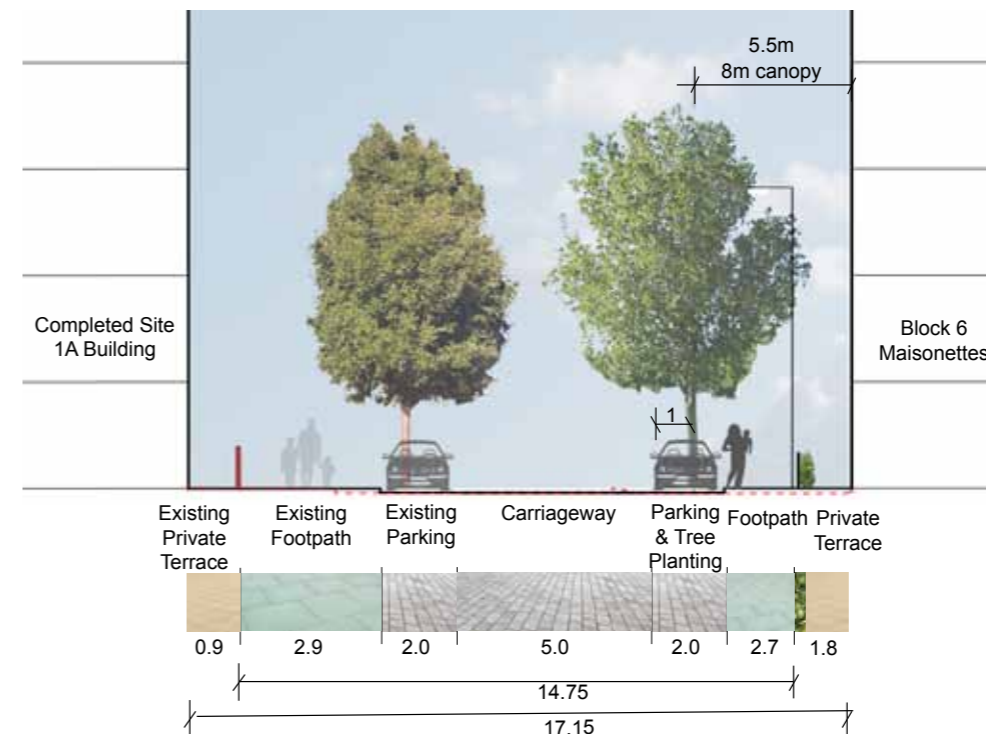 5.5m
8m canopy
Completed Site
1A Building
Block 6
Maisonettes
1
Existing
Private
Terrace
Existing
Footpath
Existing
Parking
Carriageway
Parking
& Tree
Planting
Footpath
Private
Terrace
0.9
2.9
2.0
5.0
2.0
2.7
1.8
14.75
17.15